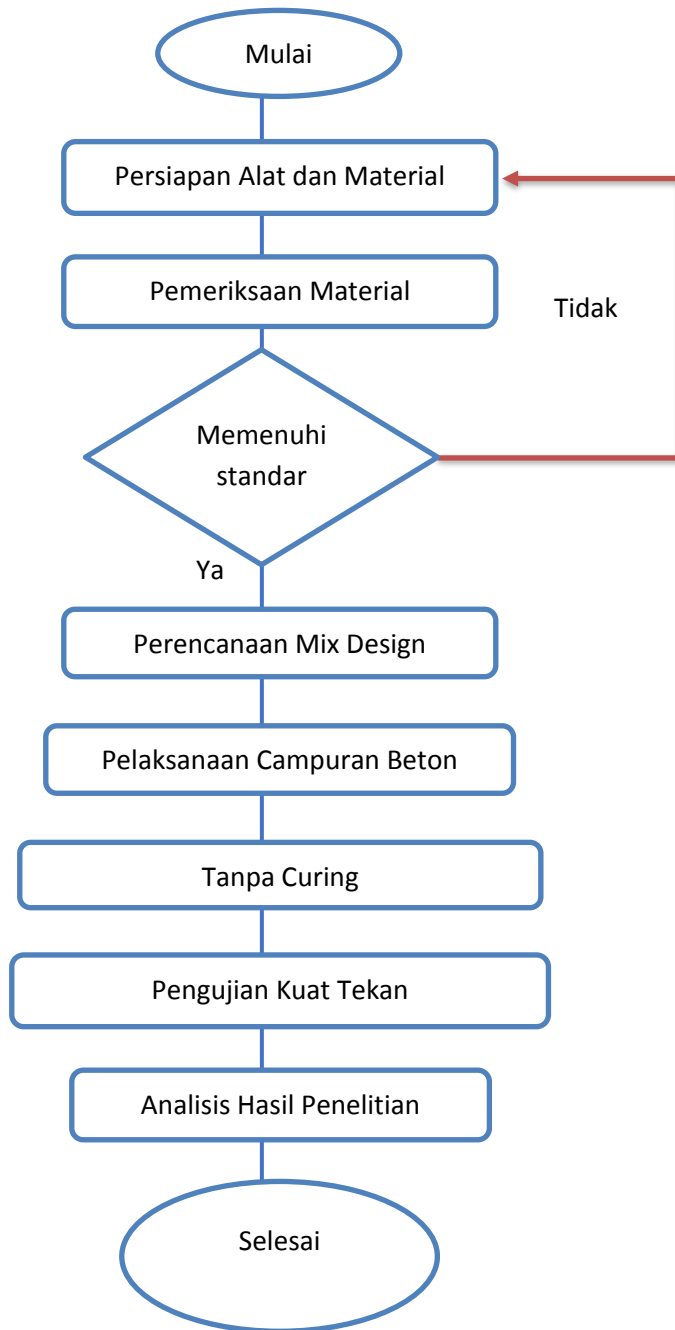 Mulai
Persiapan Alat dan Material
Pemeriksaan Material
Tidak
Memenuhi
standar
Ya
Perencanaan Mix Design
Pelaksanaan Campuran Beton
Tanpa Curing
Pengujian Kuat Tekan
Analisis Hasil Penelitian
Selesai